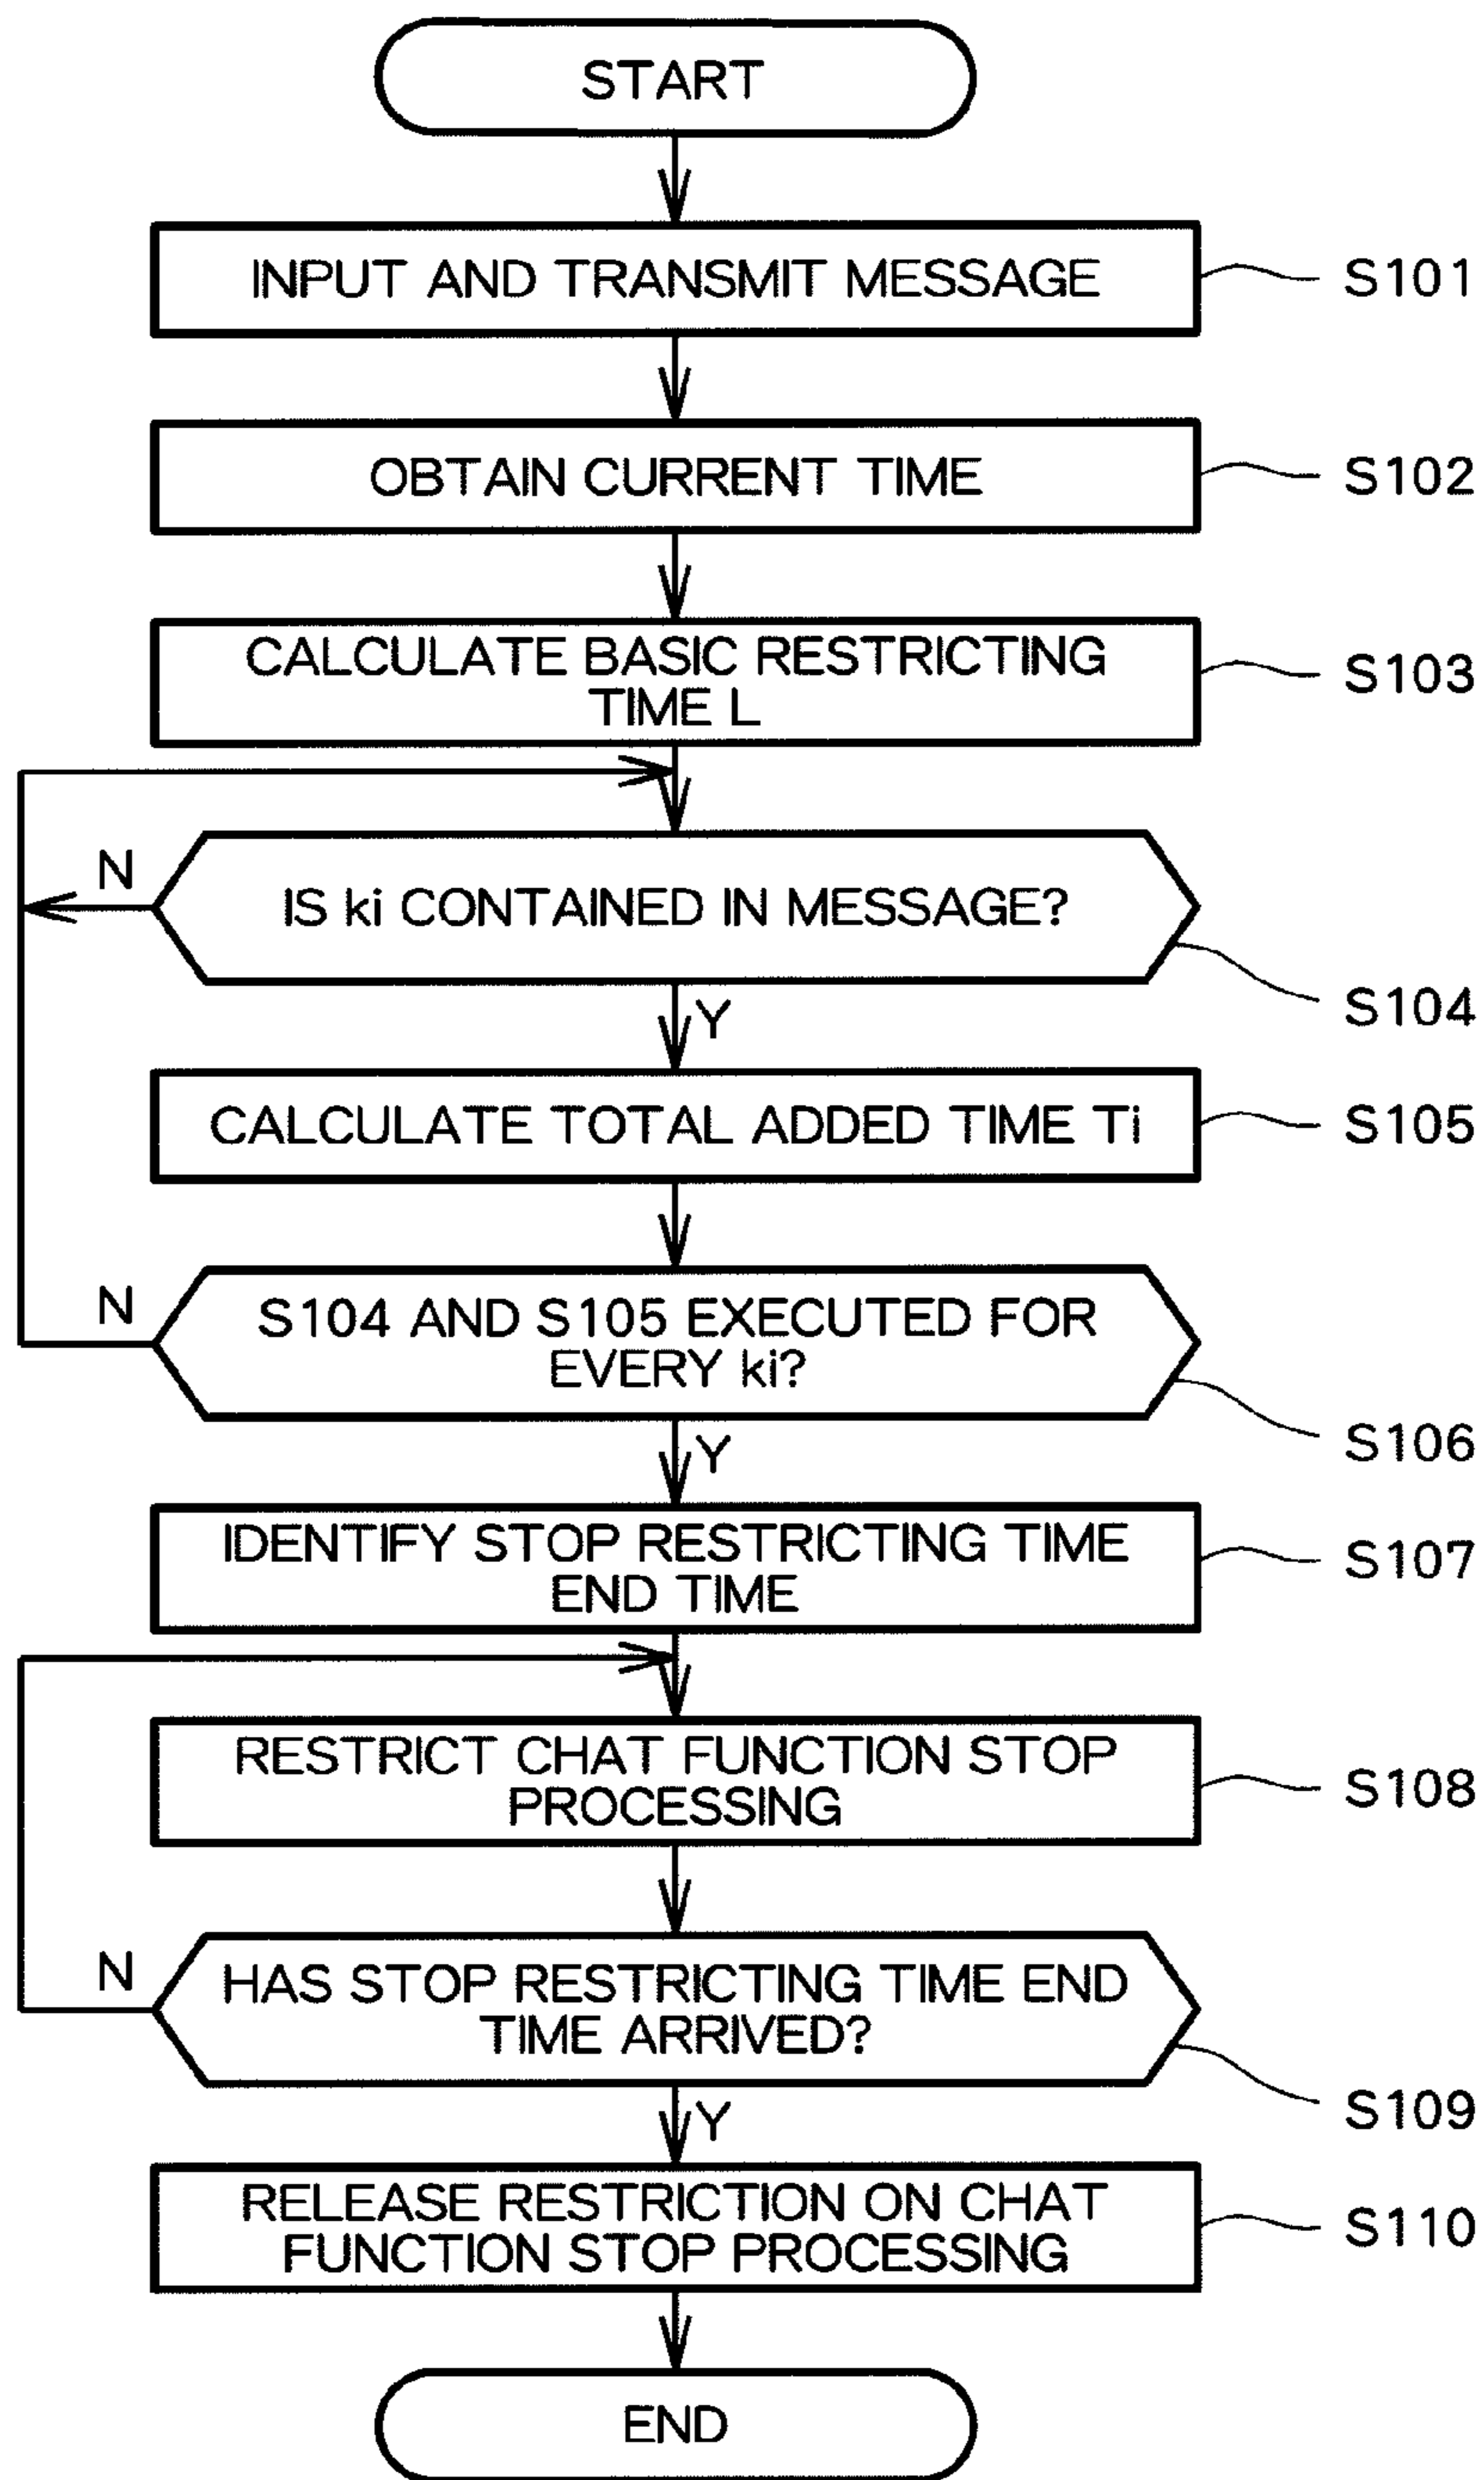 START
INPUT AND TRANSMIT MESSAGE
S101
OBTAIN CURRENT TIME
S102
CALCULATE BASIC RESTRICTING
TIME L
S103
N
IS ki CONTAINED IN MESSAGE?
S104
Y
CALCULATE TOTAL ADDED TIME Ti
S105
N
S104 AND S105 EXECUTED FOR
EVERY ki?
S106
Y
IDENTIFY STOP RESTRICTING TIME
END TIME
S107
RESTRICT CHAT FUNCTION STOP
PROCESSING
S108
N
HAS STOP RESTRICTING TIME END
TIME ARRIVED?
S109
Y
RELEASE RESTRICTION ON CHAT
FUNCTION STOP PROCESSING
S110
END